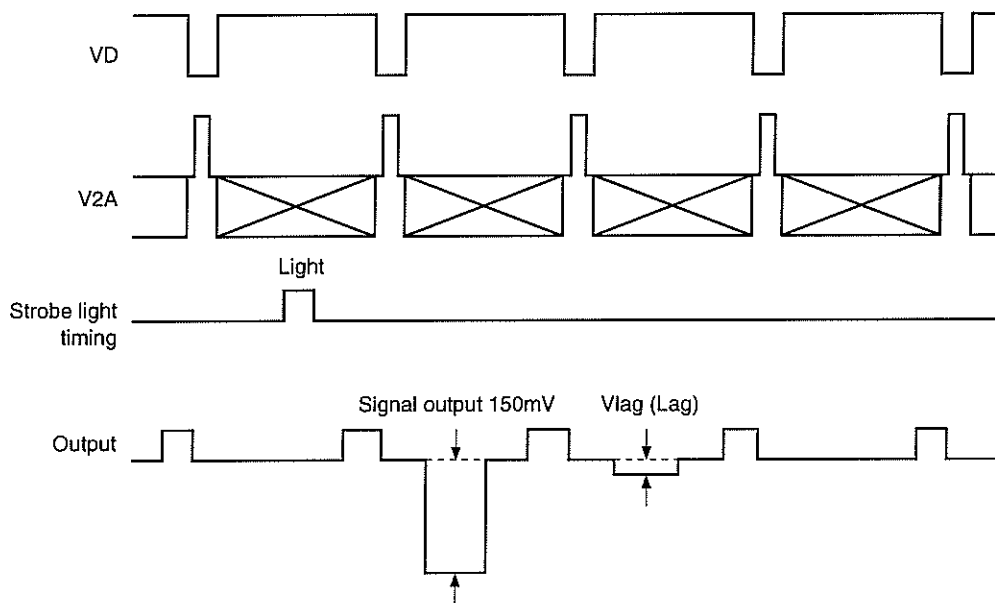 VD
V2A
Light
Strobe light
timing
Signal output 150mV
Vlag (Lag)
Output